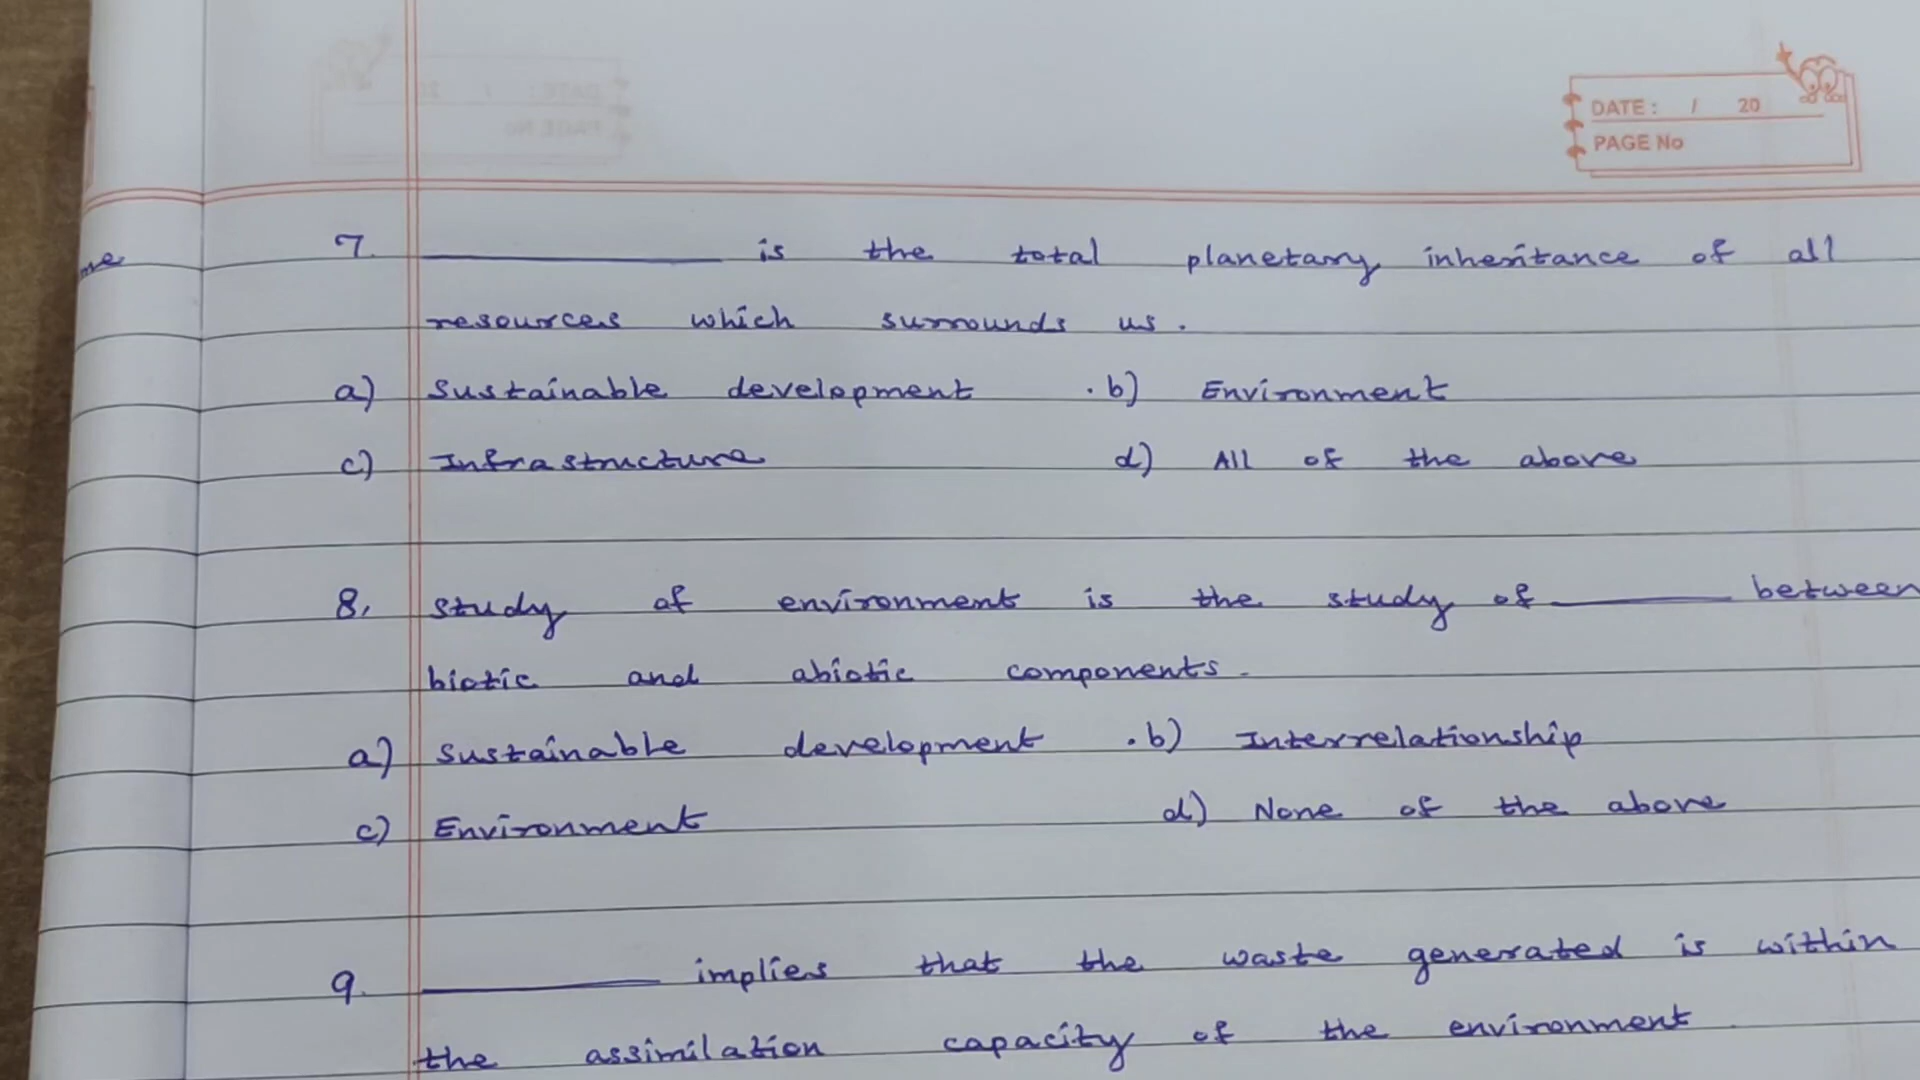 DATE: / 20
PAGE No
me
7. ________ is the total planetary inheritance of all
resources which surrounds us.
a) Sustainable development .b) Environment
c) Infrastructure d) All of the above
8. Study of environment is the study of ________ between
biotic and abiotic components.
a) Sustainable development .b) Interrelationship
c) Environment d) None of the above
9. ________ implies that the waste generated is within
the assimilation capacity of the environment